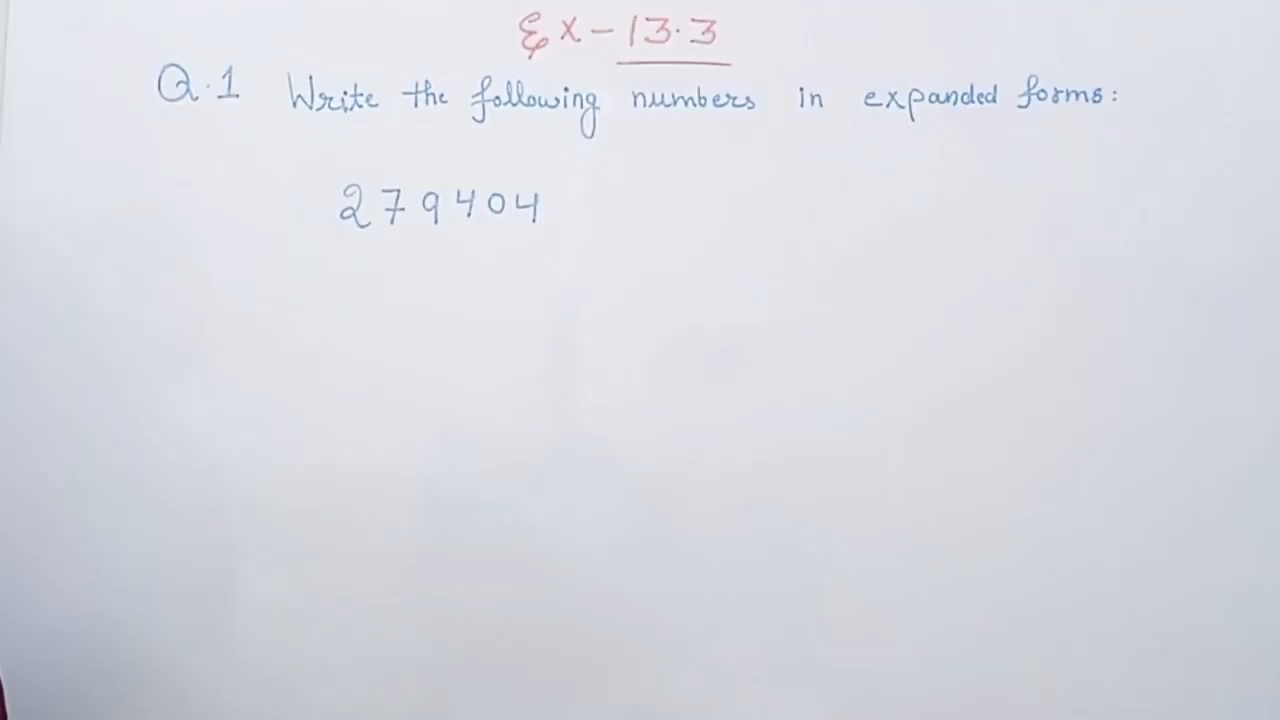 Ex - 13.3
Q.1 Write the following numbers in expanded forms:
279404